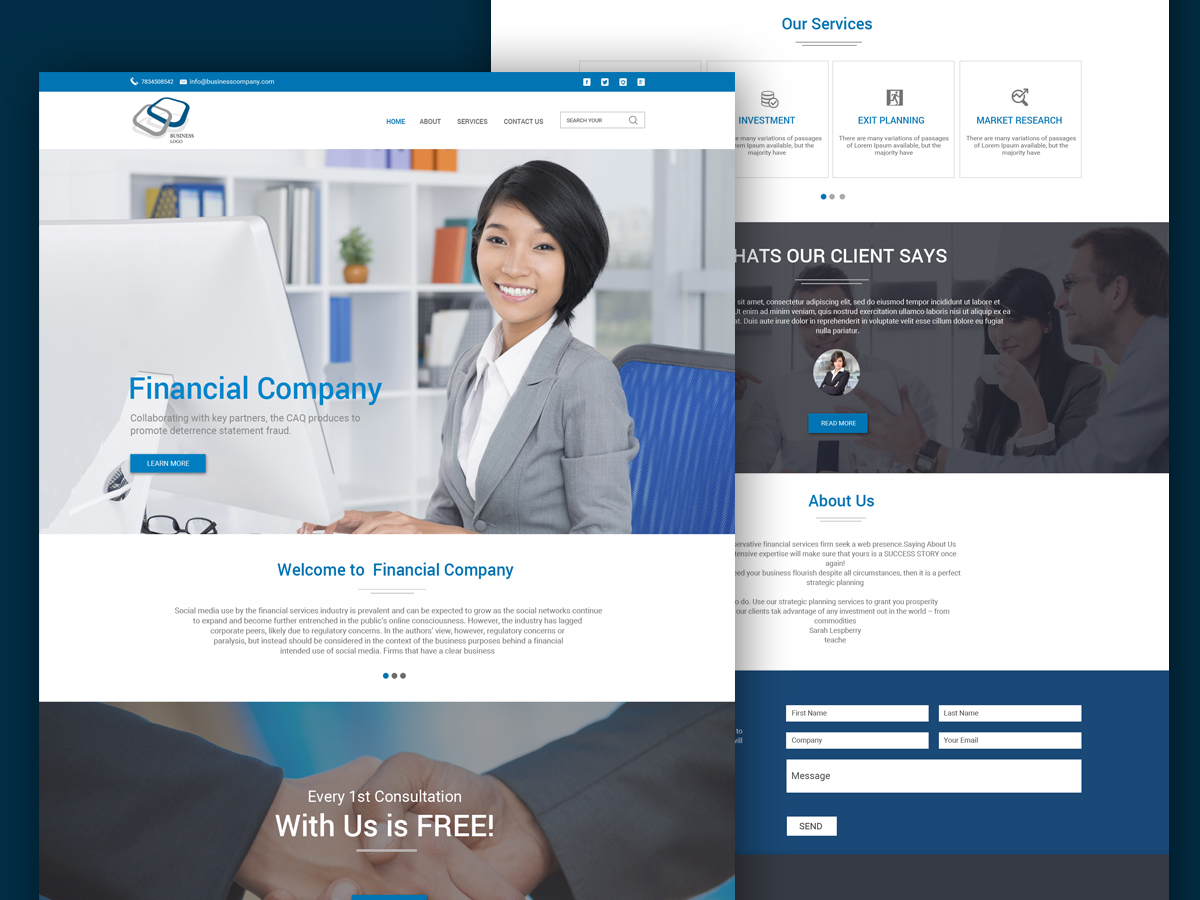 7834508542 info@businesscompany.com
BUSINESS
LOGO
HOME ABOUT SERVICES CONTACT US SEARCH YOUR
Financial Company
Collaborating with key partners, the CAQ produces to
promote deterrence statement fraud.
LEARN MORE
Welcome to Financial Company
Social media use by the financial services industry is prevalent and can be expected to grow as the social networks continue
to expand and become further entrenched in the public's online consciousness. However, the industry has lagged
corporate peers, likely due to regulatory concerns. In the authors' view, however, regulatory concerns or
paralysis, but instead should be considered in the context of the business purposes behind a financial
intended use of social media. Firms that have a clear business
Every 1st Consultation
With Us is FREE!
Our Services
INVESTMENT
many variations of passages
Ipsum available, but the
majority have
EXIT PLANNING
There are many variations of passages
of Lorem Ipsum available, but the
majority have
MARKET RESEARCH
There are many variations of passages
of Lorem Ipsum available, but the
majority have
HATS OUR CLIENT SAYS
sit amet, consectetur adipiscing elit, sed do eiusmod tempor incididunt ut labore et
Ut enim ad minim veniam, quis nostrud exercitation ullamco laboris nisi ut aliquip ex ea
at. Duis aute irure dolor in reprehenderit in voluptate velit esse cillum dolore eu fugiat
nulla pariatur.
READ MORE
About Us
servative financial services firm seek a web presence.Saying About Us
tensive expertise will make sure that yours is a SUCCESS STORY once
again!
your business flourish despite all circumstances, then it is a perfect
strategic planning
o do. Use our strategic planning services to grant you prosperity
our clients tak advantage of any investment out in the world – from
commodities
Sarah Lespberry
teache
to
will
First Name Last Name
Company Your Email
Message
SEND